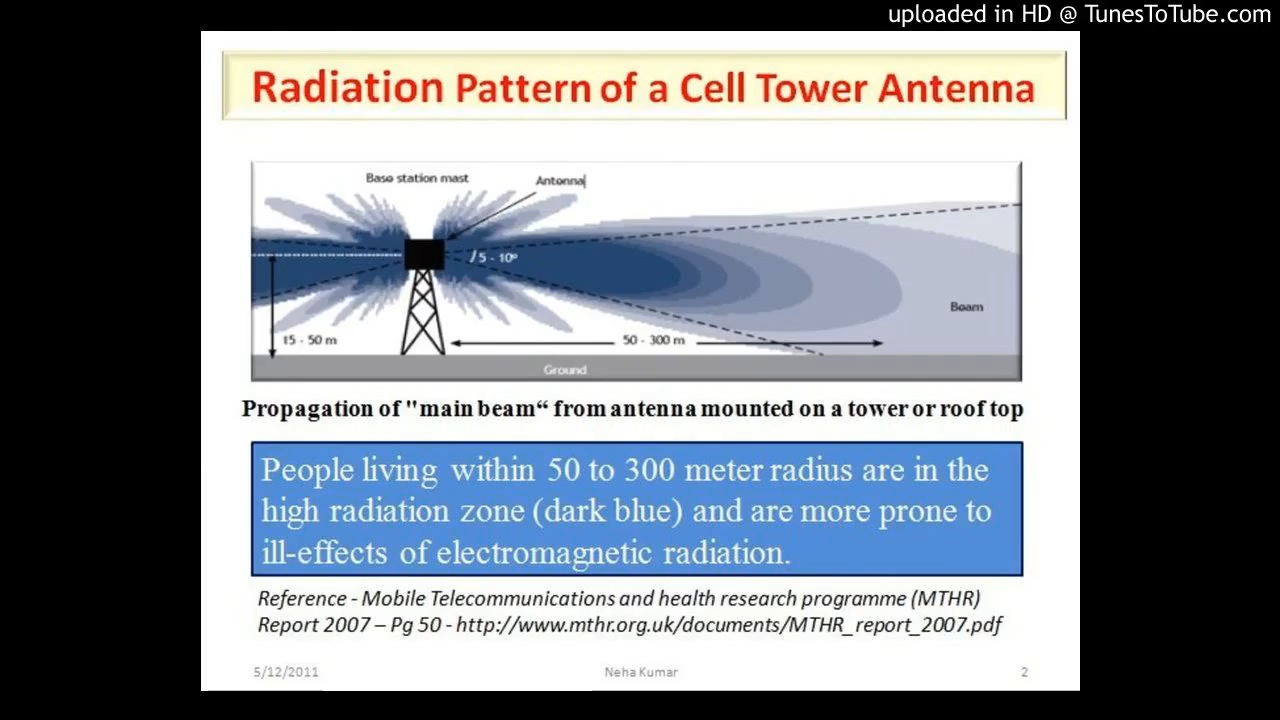 uploaded in HD @ TunesToTube.com
Radiation Pattern of a Cell Tower Antenna
Base station mast
Antenna
5 - 10°
Beam
15 - 50 m
50 - 300 m
Ground
Propagation of "main beam“ from antenna mounted on a tower or roof top
People living within 50 to 300 meter radius are in the
high radiation zone (dark blue) and are more prone to
ill-effects of electromagnetic radiation.
Reference - Mobile Telecommunications and health research programme (MTHR)
Report 2007 – Pg 50 - http://www.mthr.org.uk/documents/MTHR_report_2007.pdf
5/12/2011
Neha Kumar
2